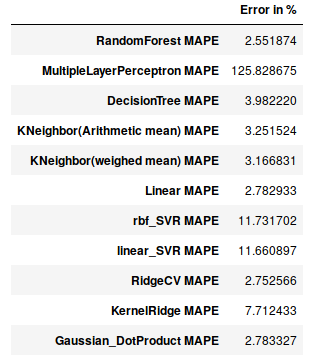 Error in %
RandomForest MAPE 2.551874
MultipleLayerPerceptron MAPE 125.828675
DecisionTree MAPE 3.982220
KNeighbor(Arithmetic mean) MAPE 3.251524
KNeighbor(weighed mean) MAPE 3.166831
Linear MAPE 2.782933
rbf_SVR MAPE 11.731702
linear_SVR MAPE 11.660897
RidgeCV MAPE 2.752566
KernelRidge MAPE 7.712433
Gaussian_DotProduct MAPE 2.783327